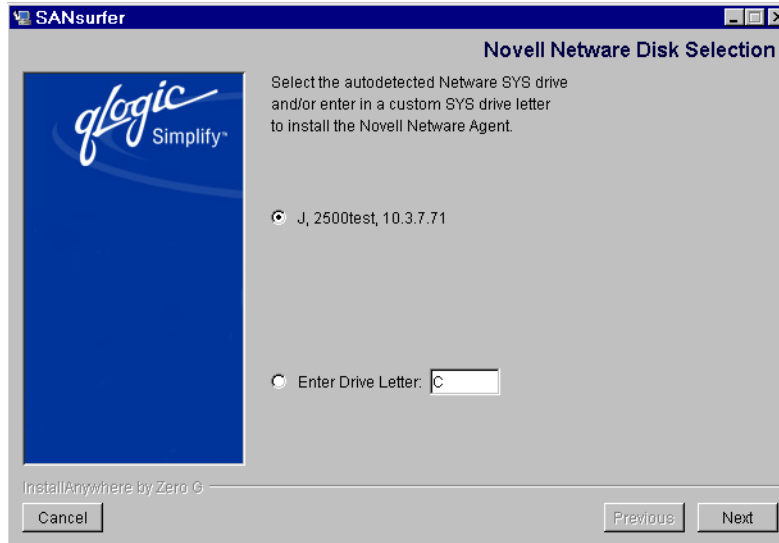 SANsurfer
Novell Netware Disk Selection
qlogic
Simplify™
Select the autodetected Netware SYS drive
and/or enter in a custom SYS drive letter
to install the Novell Netware Agent.
J, 2500test, 10.3.7.71
Enter Drive Letter: C
InstallAnywhere by Zero G
Cancel
Previous
Next